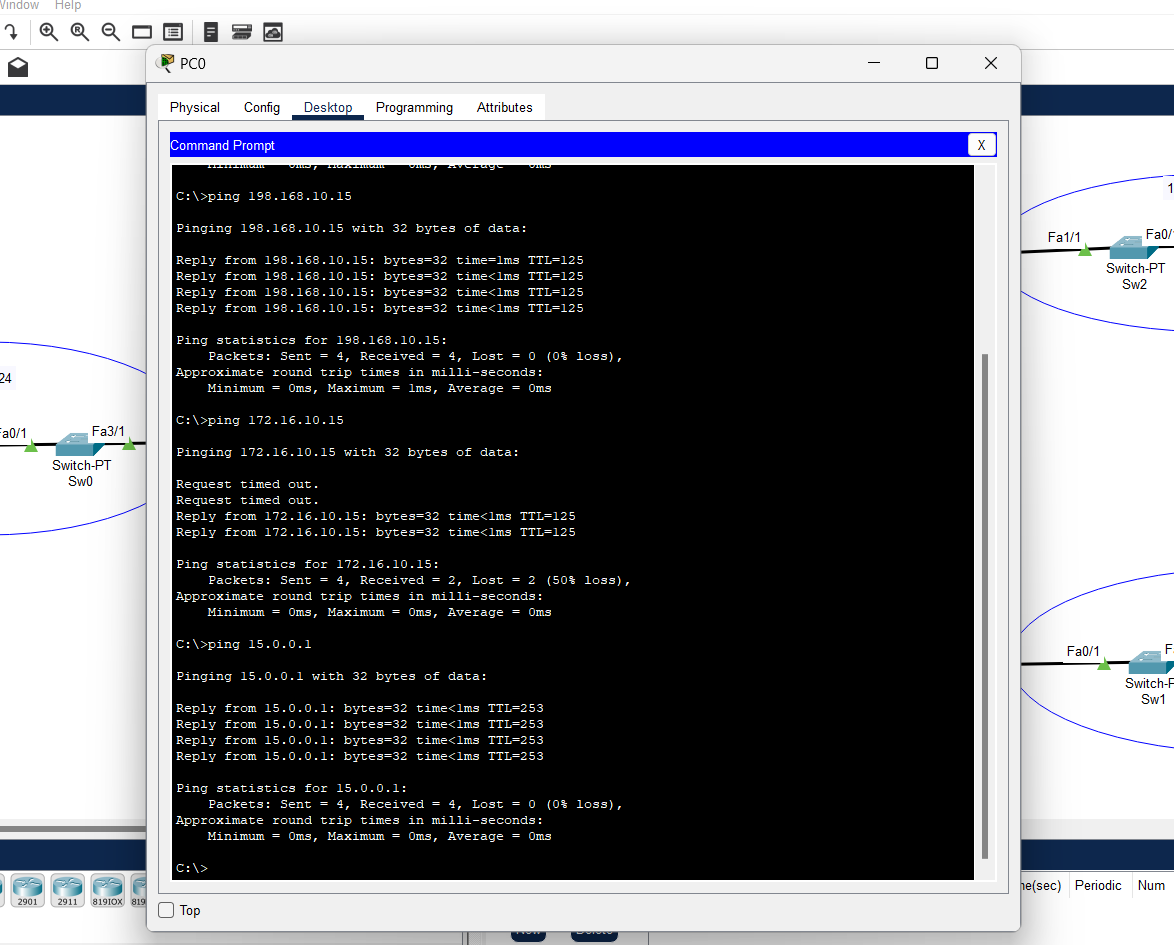 Window Help
PC0
Physical Config Desktop Programming Attributes
Command Prompt X
Minimum = 0ms, Maximum = 0ms, Average = 0ms
C:\>ping 198.168.10.15
Pinging 198.168.10.15 with 32 bytes of data:
Reply from 198.168.10.15: bytes=32 time=1ms TTL=125
Reply from 198.168.10.15: bytes=32 time<1ms TTL=125
Reply from 198.168.10.15: bytes=32 time<1ms TTL=125
Reply from 198.168.10.15: bytes=32 time<1ms TTL=125
Ping statistics for 198.168.10.15:
Packets: Sent = 4, Received = 4, Lost = 0 (0% loss),
Approximate round trip times in milli-seconds:
Minimum = 0ms, Maximum = 1ms, Average = 0ms
C:\>ping 172.16.10.15
Pinging 172.16.10.15 with 32 bytes of data:
Request timed out.
Request timed out.
Reply from 172.16.10.15: bytes=32 time<1ms TTL=125
Reply from 172.16.10.15: bytes=32 time<1ms TTL=125
Ping statistics for 172.16.10.15:
Packets: Sent = 4, Received = 2, Lost = 2 (50% loss),
Approximate round trip times in milli-seconds:
Minimum = 0ms, Maximum = 0ms, Average = 0ms
C:\>ping 15.0.0.1
Pinging 15.0.0.1 with 32 bytes of data:
Reply from 15.0.0.1: bytes=32 time<1ms TTL=253
Reply from 15.0.0.1: bytes=32 time<1ms TTL=253
Reply from 15.0.0.1: bytes=32 time<1ms TTL=253
Reply from 15.0.0.1: bytes=32 time<1ms TTL=253
Ping statistics for 15.0.0.1:
Packets: Sent = 4, Received = 4, Lost = 0 (0% loss),
Approximate round trip times in milli-seconds:
Minimum = 0ms, Maximum = 0ms, Average = 0ms
C:\>
Top
24
Fa0/1
Fa3/1
Switch-PT
Sw0
Fa1/1
Fa0/
Switch-PT
Sw2
Fa0/1
F
Switch-P
Sw1
2901 2911 819IOX 819
me(sec) Periodic Num
New Delete